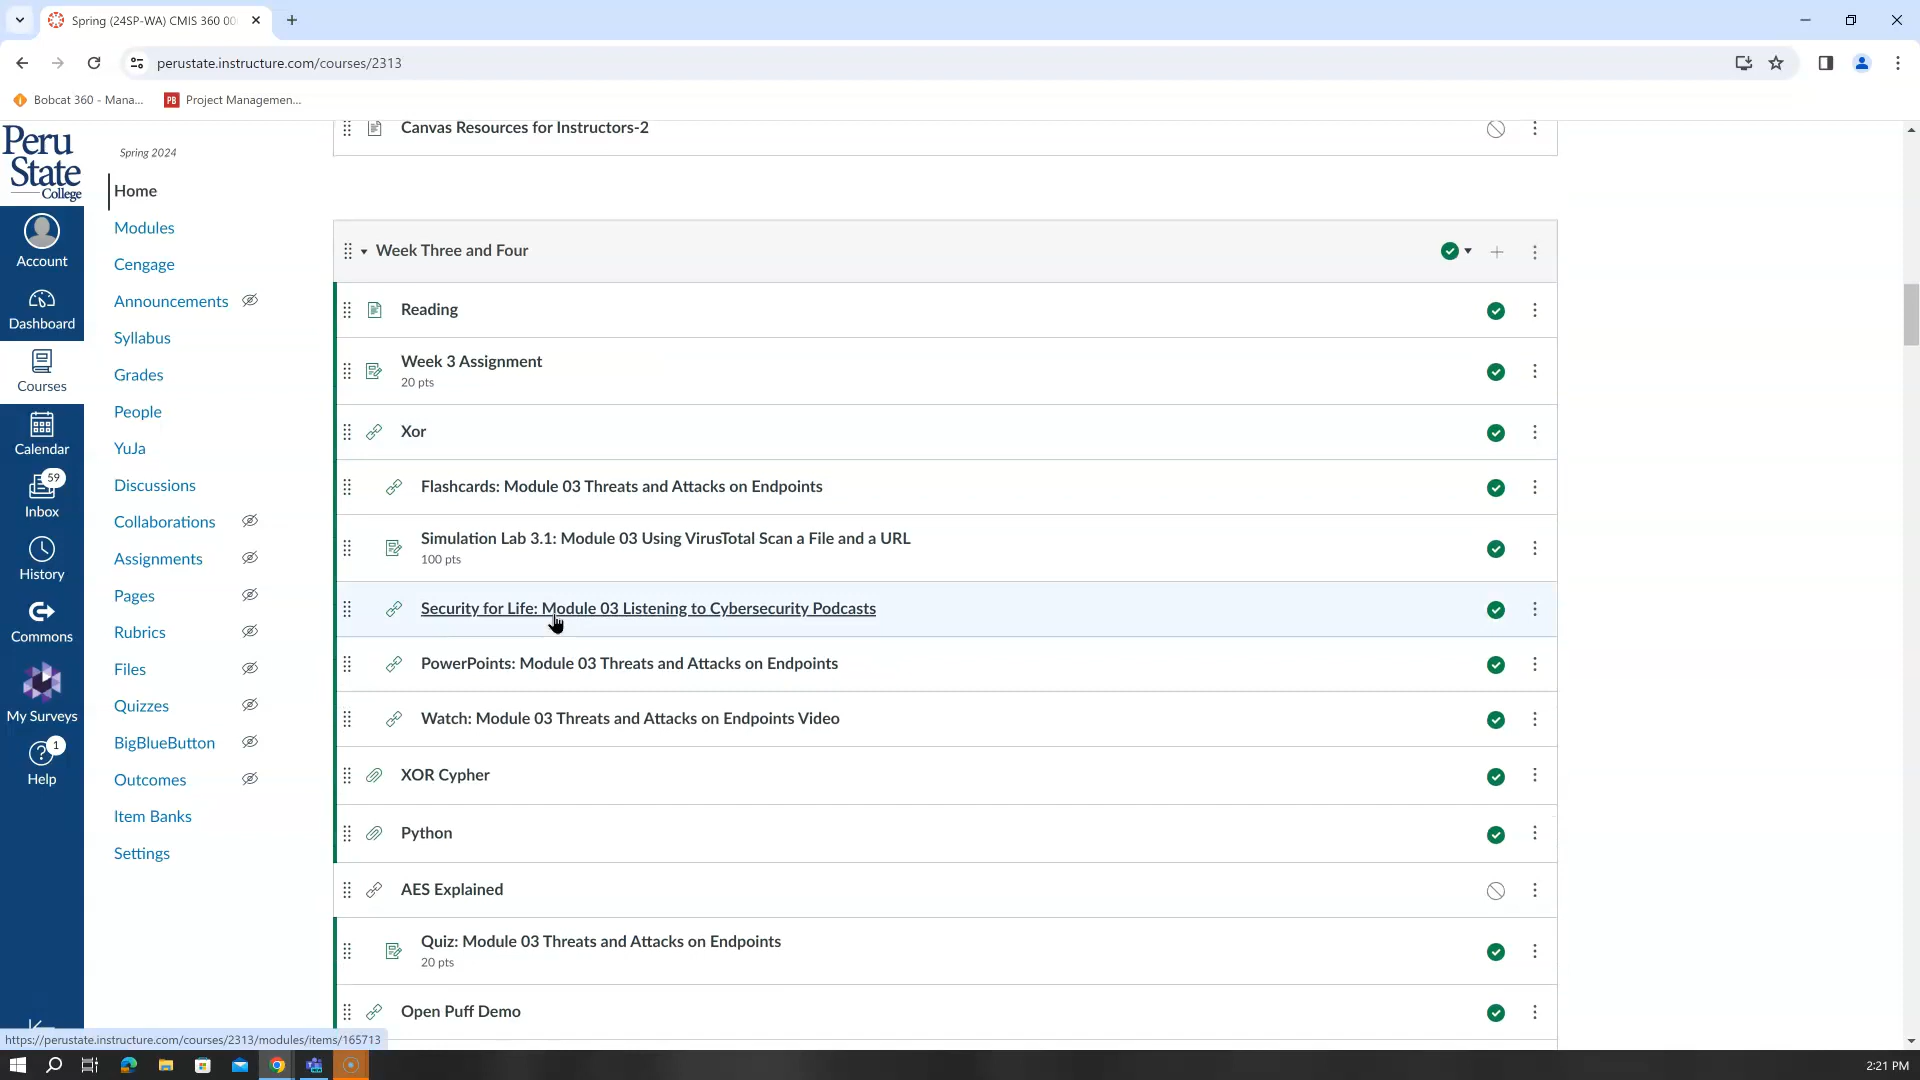 Spring (24SP-WA) CMIS 360 00
perustate.instructure.com/courses/2313
Bobcat 360 - Mana...
PB Project Managemen...
Peru
State
College
Spring 2024
Home
Modules
Cengage
Announcements
Syllabus
Grades
People
YuJa
Discussions
Collaborations
Assignments
Pages
Rubrics
Files
Quizzes
BigBlueButton
Outcomes
Item Banks
Settings
Account
Dashboard
Courses
Calendar
59
Inbox
History
Commons
My Surveys
1
Help
Canvas Resources for Instructors-2
Week Three and Four
Reading
Week 3 Assignment
20 pts
Xor
Flashcards: Module 03 Threats and Attacks on Endpoints
Simulation Lab 3.1: Module 03 Using VirusTotal Scan a File and a URL
100 pts
Security for Life: Module 03 Listening to Cybersecurity Podcasts
PowerPoints: Module 03 Threats and Attacks on Endpoints
Watch: Module 03 Threats and Attacks on Endpoints Video
XOR Cypher
Python
AES Explained
Quiz: Module 03 Threats and Attacks on Endpoints
20 pts
Open Puff Demo
https://perustate.instructure.com/courses/2313/modules/items/165713
2:21 PM